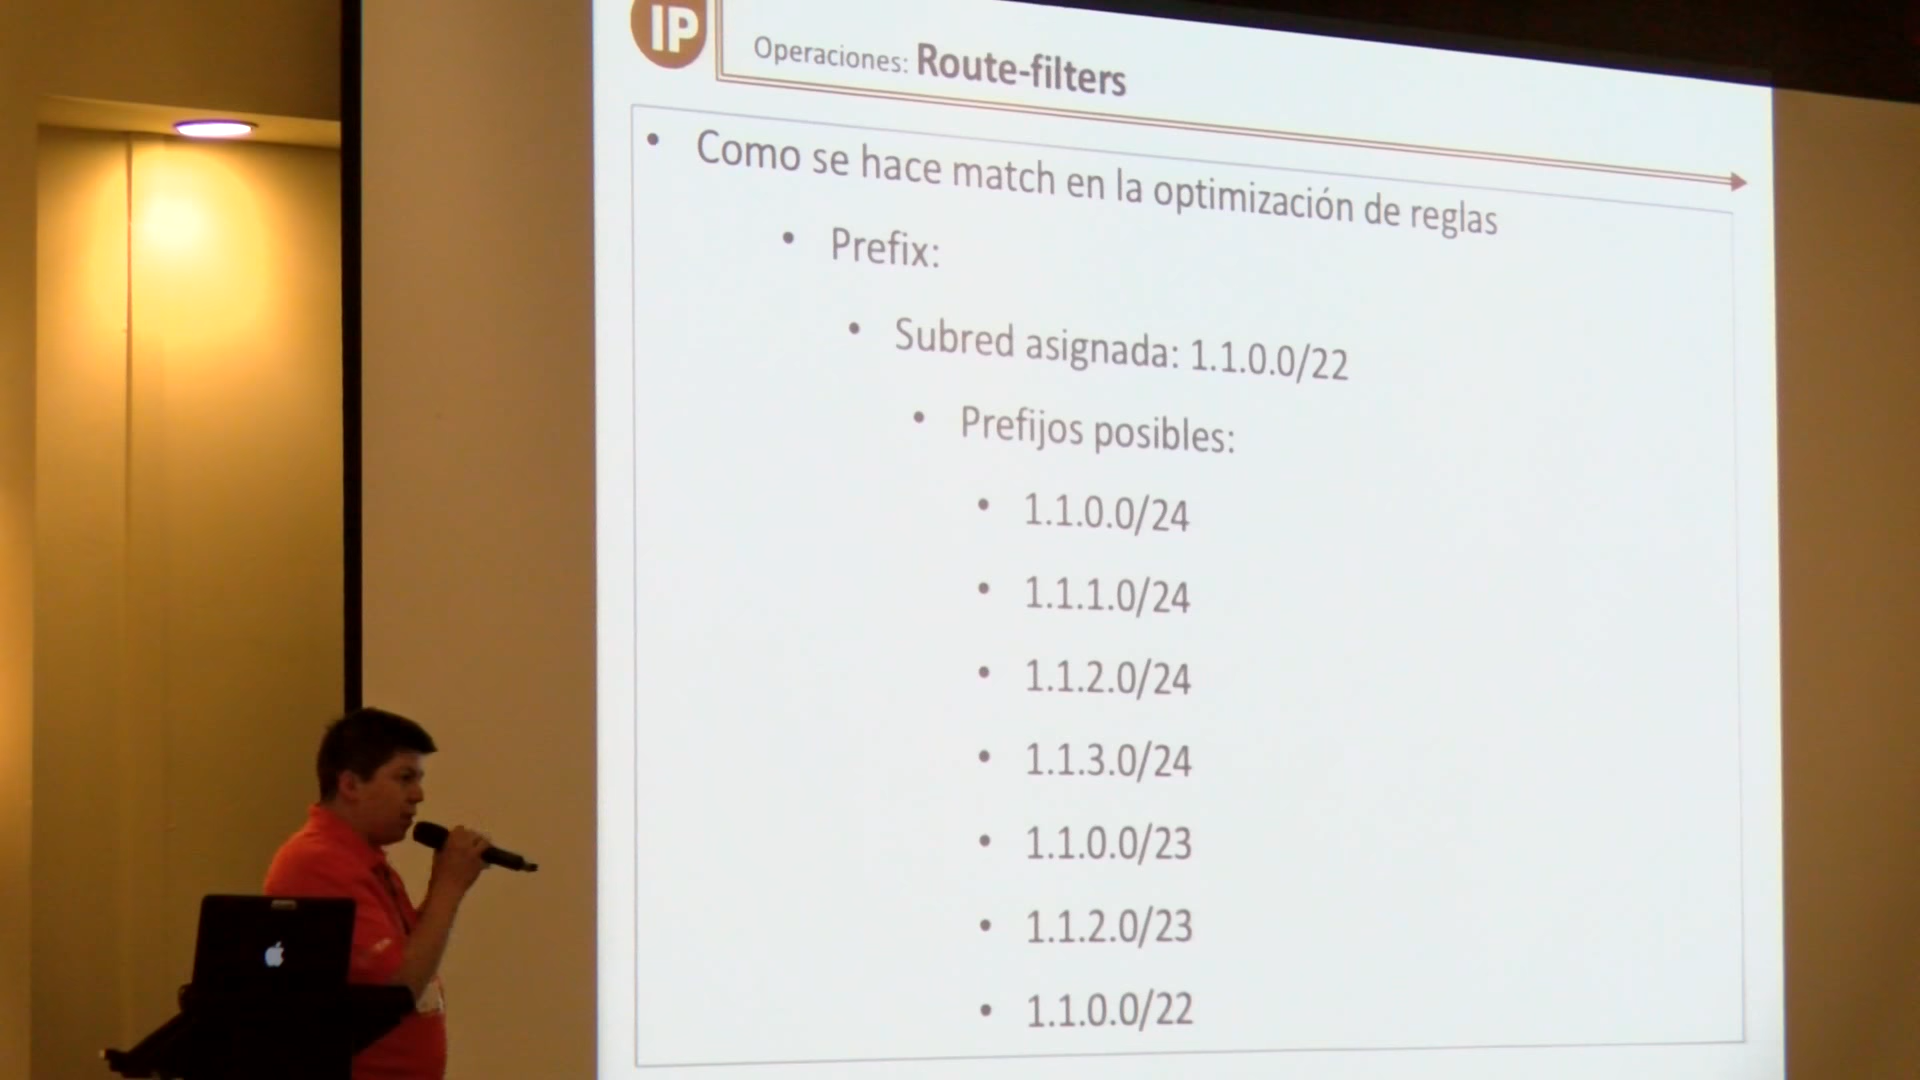 IP
Operaciones: Route-filters
• Como se hace match en la optimización de reglas
• Prefix:
• Subred asignada: 1.1.0.0/22
• Prefijos posibles:
• 1.1.0.0/24
• 1.1.1.0/24
• 1.1.2.0/24
• 1.1.3.0/24
• 1.1.0.0/23
• 1.1.2.0/23
• 1.1.0.0/22